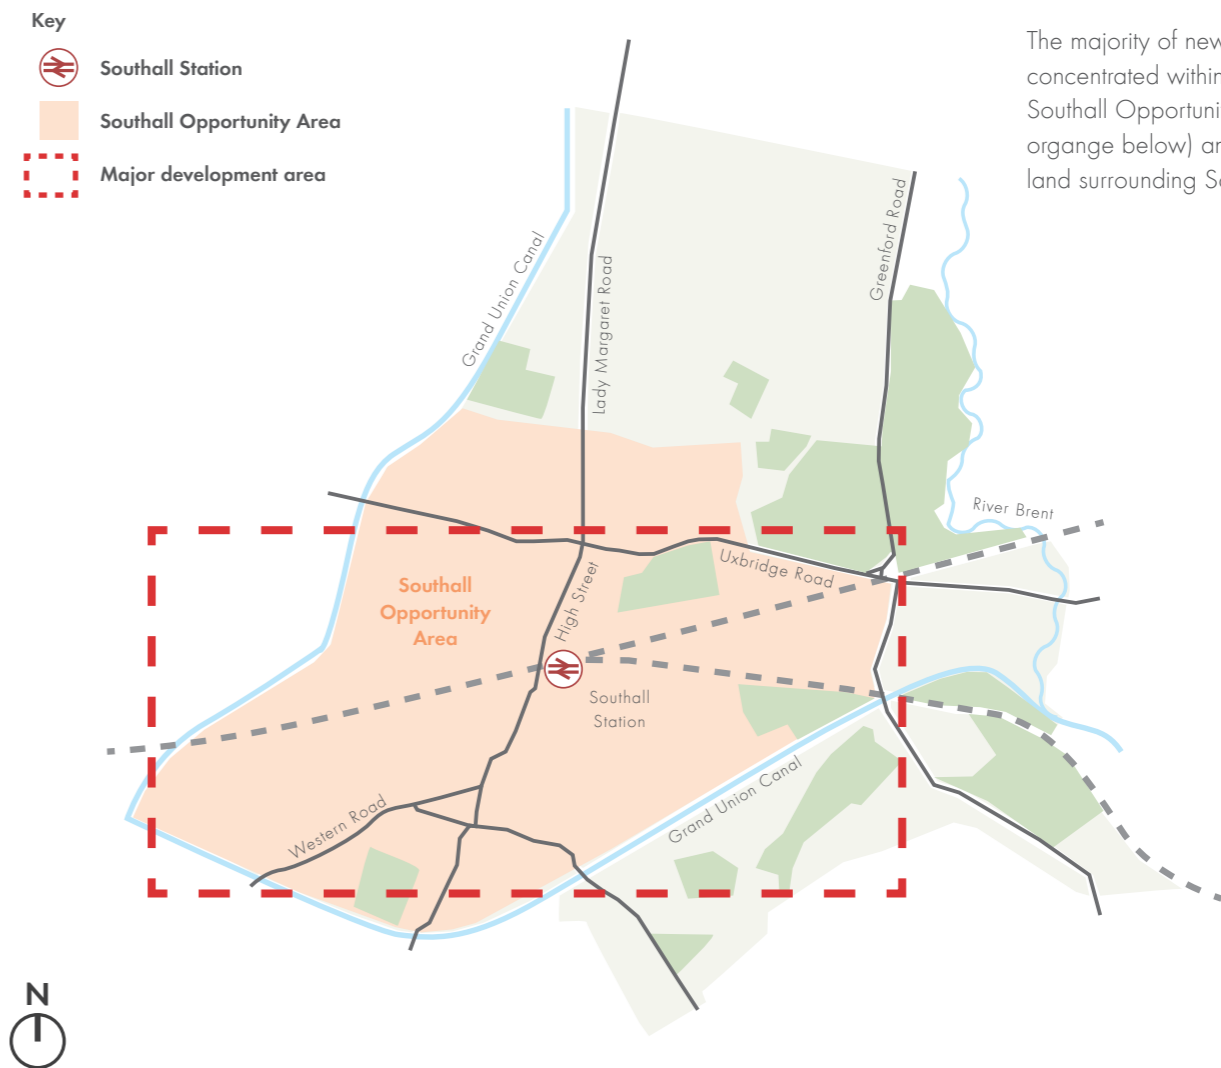 Key
Southall Station
Southall Opportunity Area
Major development area
The majority of new
concentrated within
Southall Opportuni
organge below) an
land surrounding S
Grand Union Canal
Lady Margaret Road
Greenford Road
River Brent
Uxbridge Road
High Street
Southall
Opportunity
Area
Southall
Station
Grand Union Canal
Western Road
N